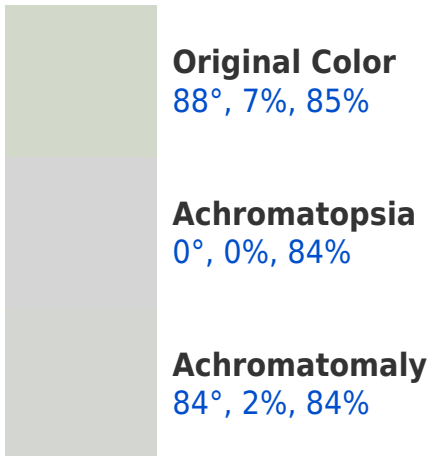 Original Color
88°, 7%, 85%
Achromatopsia
0°, 0%, 84%
Achromatomaly
84°, 2%, 84%